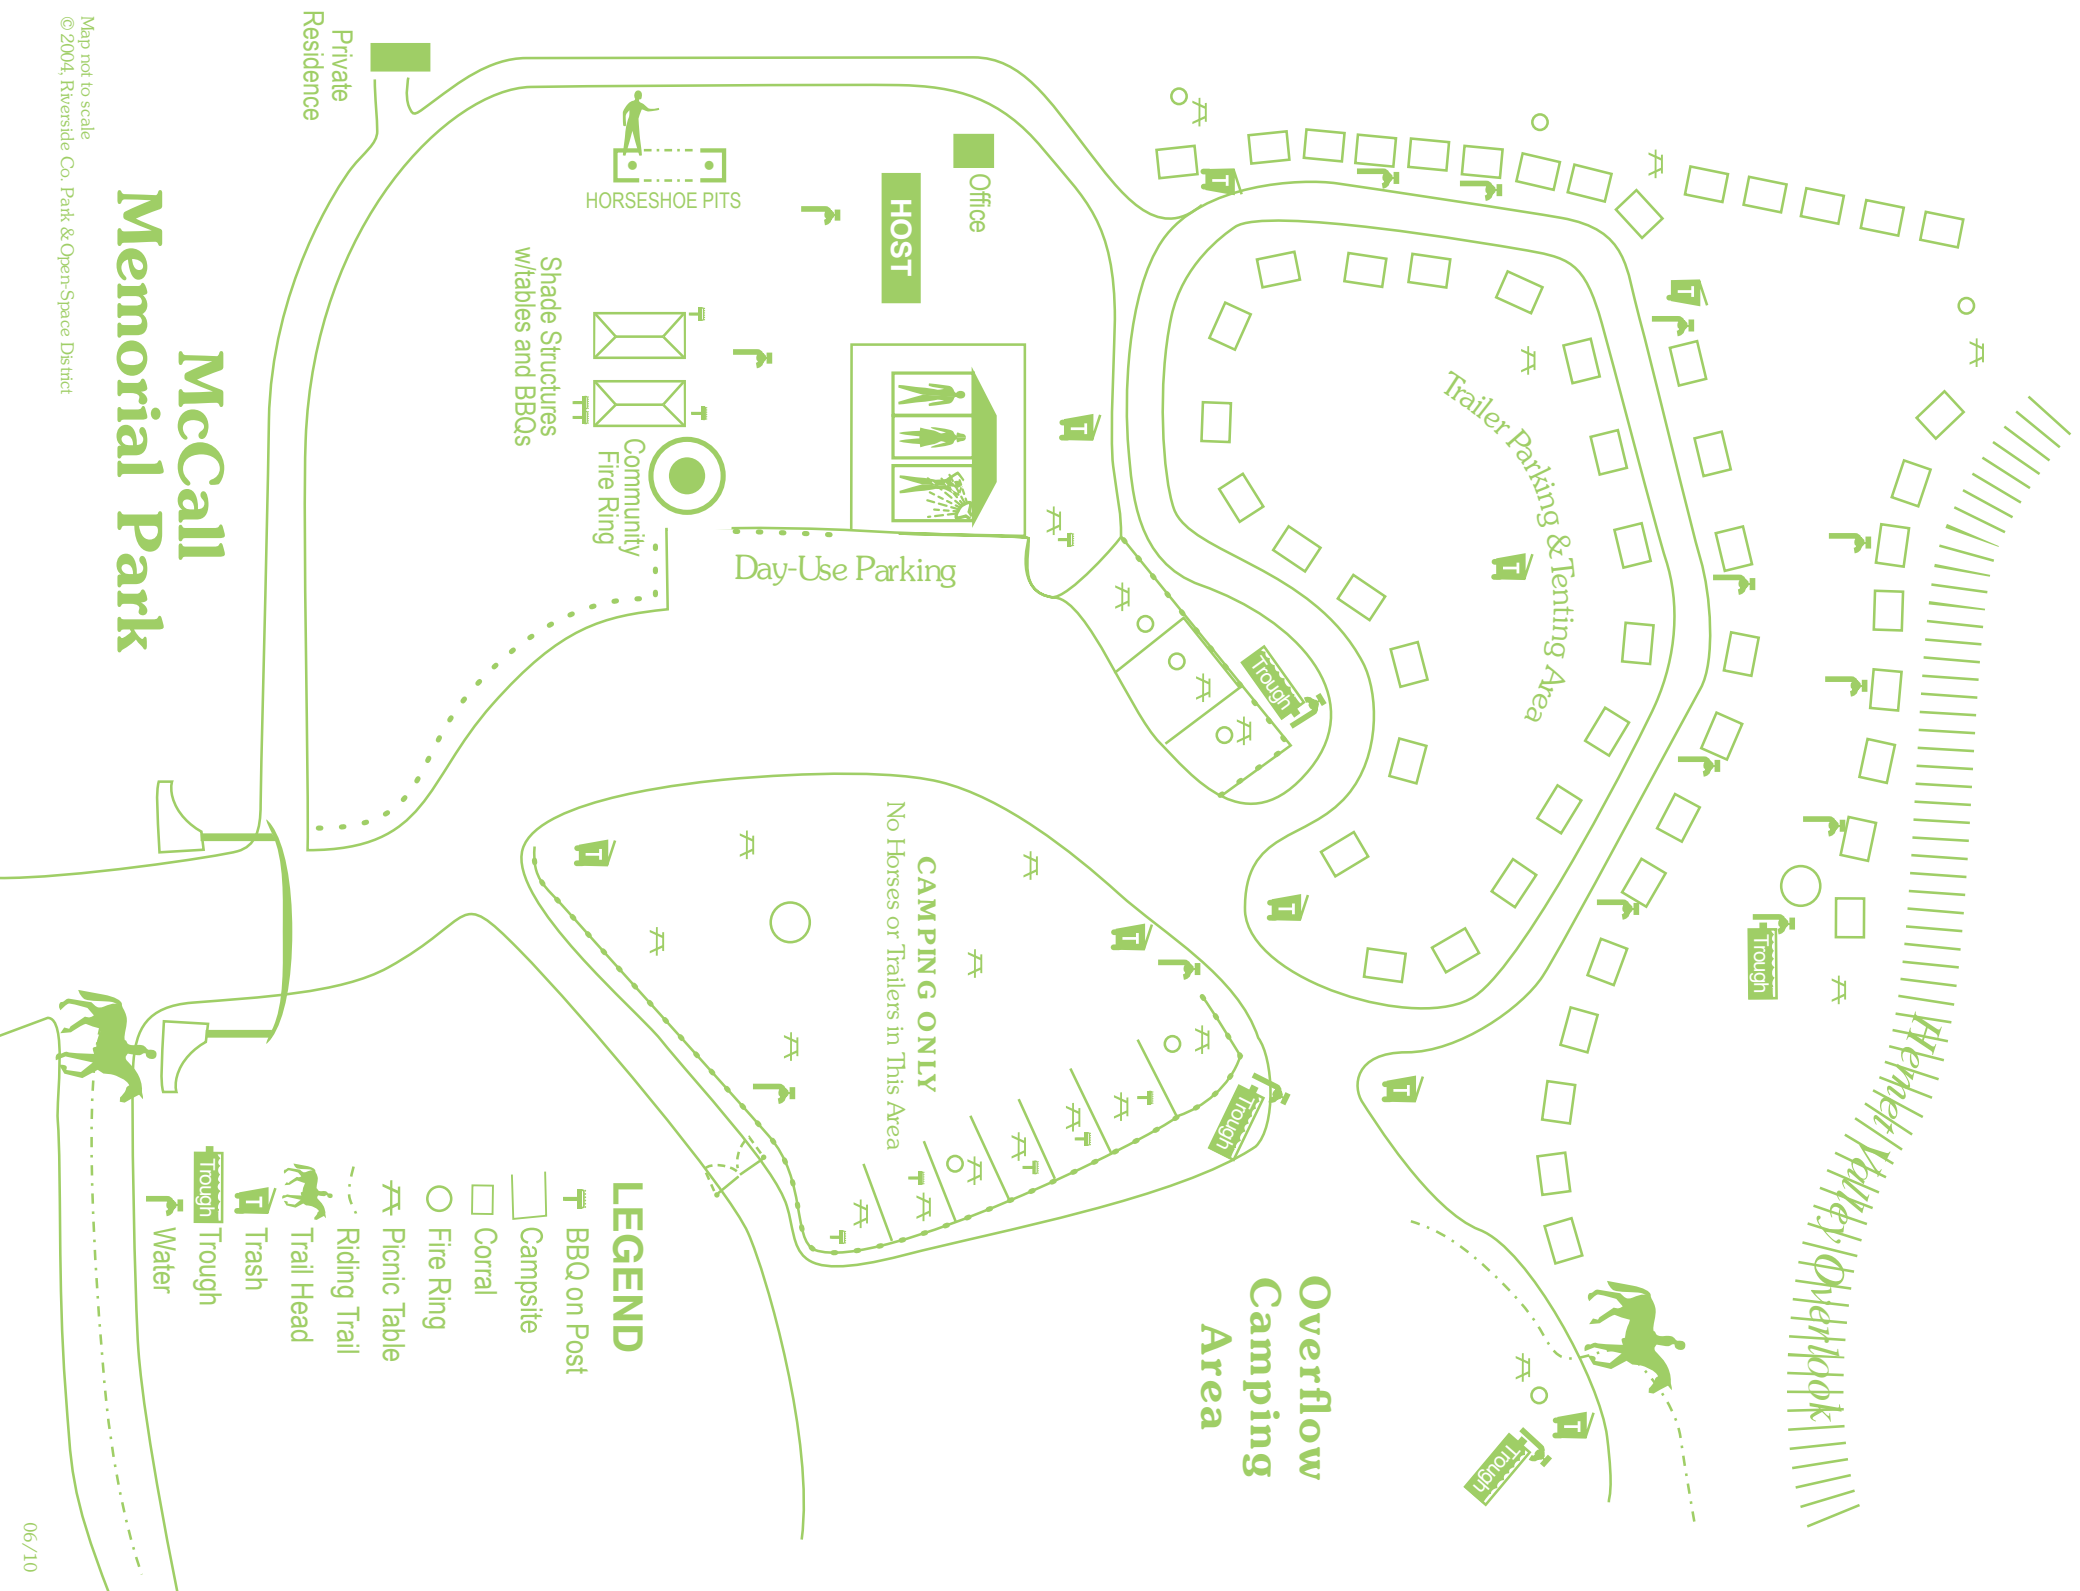 McCall
Memorial Park
Map not to scale
© 2004, Riverside Co. Park & Open-Space District
Private
Residence
HORSESHOE PITS
Office
HOST
Shade Structures
w/tables and BBQs
Community
Fire Ring
Day-Use Parking
Trailer Parking & Tenting Area
T
T
T
T
T
T
T
T
T
T
Trough
Trough
Trough
Trough
CAMPING ONLY
No Horses or Trailers in This Area
Hemet Valley Overlook
Overflow
Camping
Area
LEGEND
BBQ on Post
Campsite
Corral
Fire Ring
Picnic Table
Riding Trail
Trail Head
T Trash
Trough Trough
Water
06/10